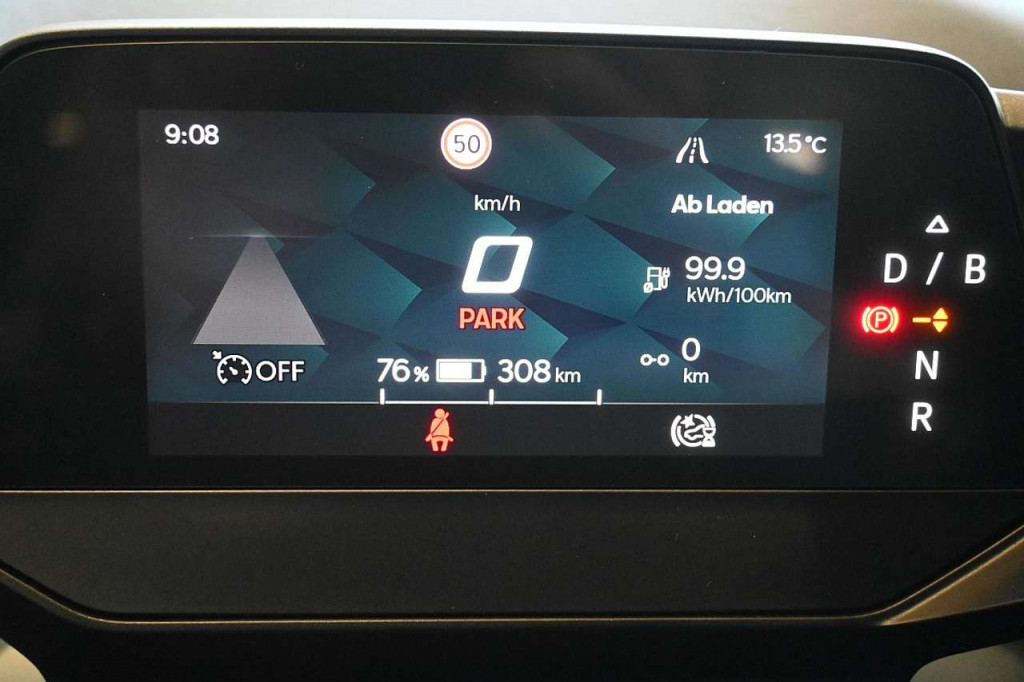 9:08
50
13.5°C
km/h
Ab Laden
0
99.9
kWh/100km
PARK
OFF
76%
308 km
0
km
D / B
P
N
R